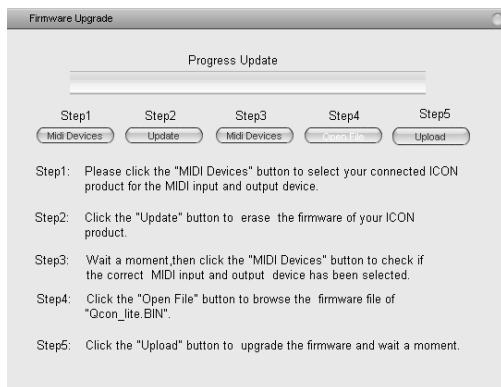 Firmware Upgrade
Progress Update
Step1 Step2 Step3 Step4 Step5
Midi Devices Update Midi Devices Open File Upload
Step1: Please click the "MIDI Devices" button to select your connected ICON
product for the MIDI input and output device.
Step2: Click the "Update" button to erase the firmware of your ICON
product.
Step3: Wait a moment,then click the "MIDI Devices" button to check if
the correct MIDI input and output device has been selected.
Step4: Click the "Open File" button to browse the firmware file of
"Qcon_lite.BIN".
Step5: Click the "Upload" button to upgrade the firmware and wait a moment.